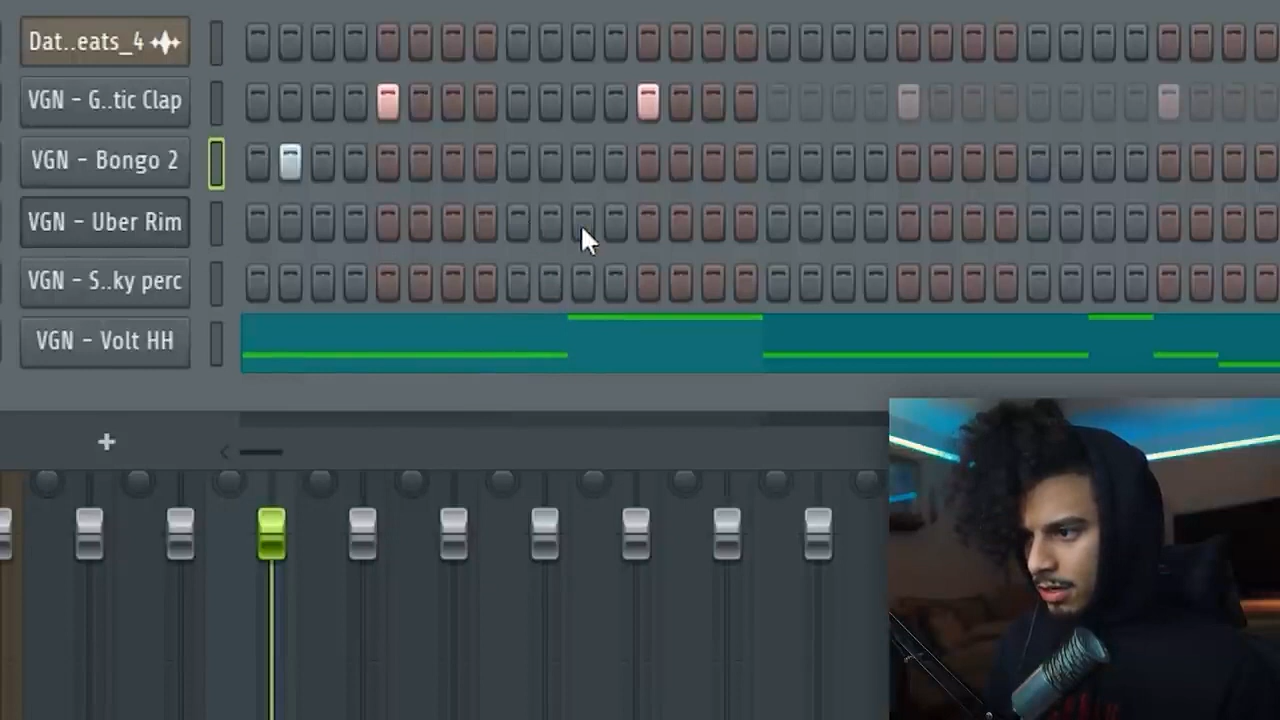 Dat..eats_4
VGN - G..tic Clap
VGN - Bongo 2
VGN - Uber Rim
VGN - S..ky perc
VGN - Volt HH